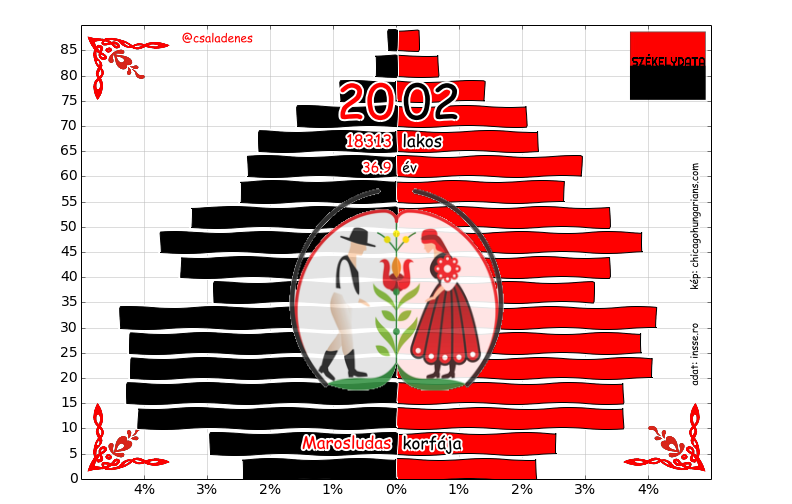 @csaladenes
SZÉKELYDATA
2002
18313 lakos
36.9 év
Marosludas korfája
kép: chicagohungarians.com
adat: insse.ro
85
80
75
70
65
60
55
50
45
40
35
30
25
20
15
10
5
0
4% 3% 2% 1% 0% 1% 2% 3% 4%